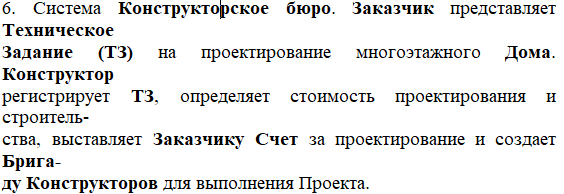 6. Система Конструкторское бюро. Заказчик представляет
Техническое
Задание (ТЗ) на проектирование многоэтажного Дома.
Конструктор
регистрирует ТЗ, определяет стоимость проектирования и
строитель-
ства, выставляет Заказчику Счет за проектирование и создает
Брига-
ду Конструкторов для выполнения Проекта.